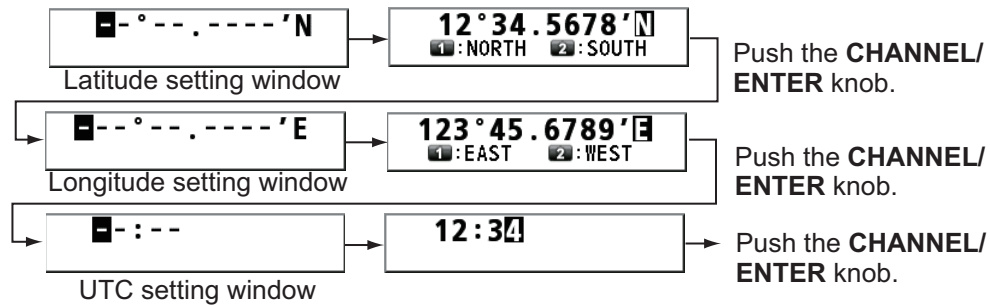 --°--.----'N
12°34.5678'N
1:NORTH 2:SOUTH
Push the CHANNEL/
ENTER knob.
Latitude setting window
---°--.----'E
123°45.6789'E
1:EAST 2:WEST
Push the CHANNEL/
ENTER knob.
Longitude setting window
--:--
12:34
Push the CHANNEL/
ENTER knob.
UTC setting window